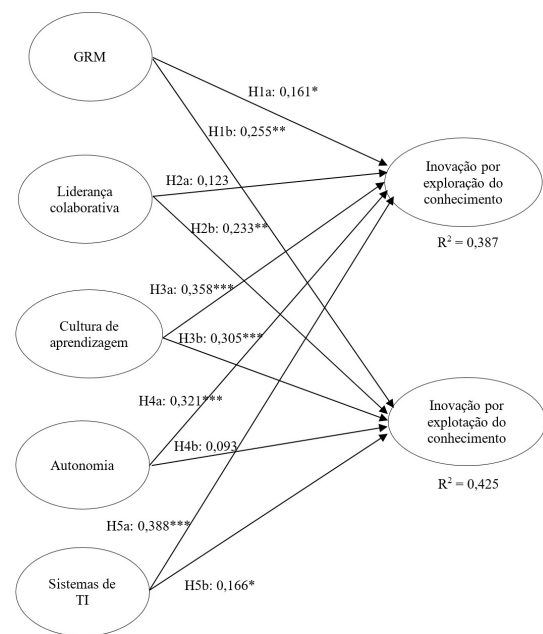 GRM
H1a: 0,161*
H1b: 0,255**
Inovação por
exploração do
conhecimento
Liderança
colaborativa
H2a: 0,123
H2b: 0,233**
R² = 0,387
H3a: 0,358***
Cultura de
aprendizagem
H3b: 0,305***
H4a: 0,321***
Inovação por
explotação do
conhecimento
Autonomia
H4b: 0,093
R² = 0,425
H5a: 0,388***
Sistemas de
TI
H5b: 0,166*